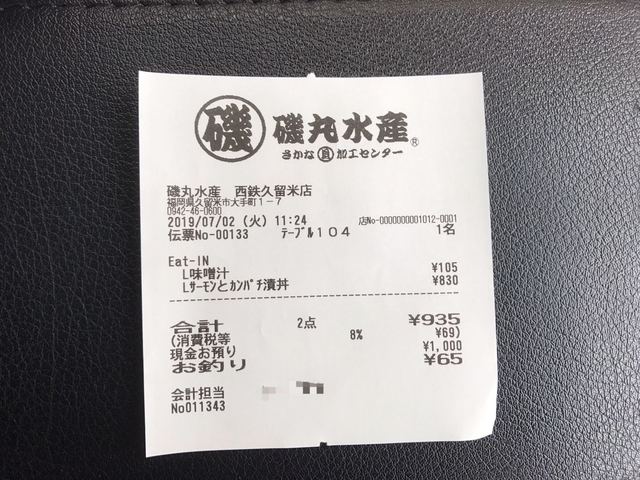 磯 磯丸水産®
さかな 貝 加工センター
磯丸水産 西鉄久留米店
福岡県久留米市大手町1-7
0942-46-0600
2019/07/02 (火) 11:24 店No-0000000001012-0001
伝票No-00133 テーブル104 1名
Eat-IN
L味噌汁 ¥105
Lサーモンとカンパチ漬丼 ¥830
合計 2点 ¥935
(消費税等 8% ¥69)
現金お預り ¥1,000
お釣り ¥65
会計担当
No011343